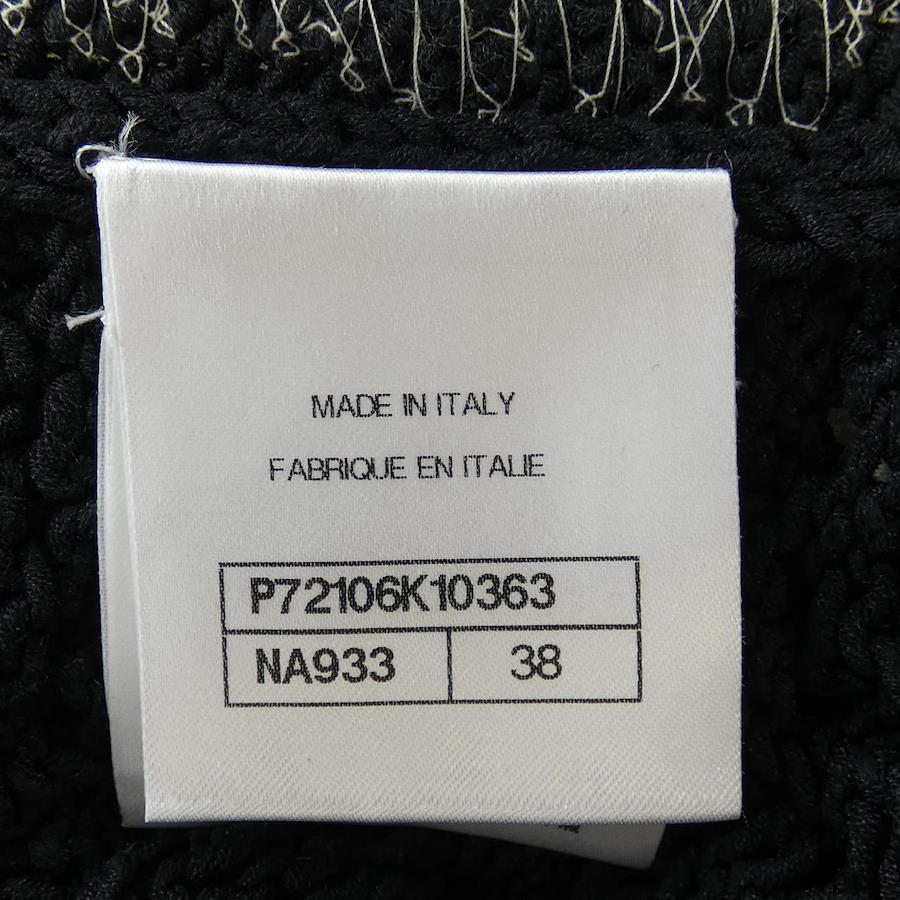 MADE IN ITALY
FABRIQUE EN ITALIE
P72106K10363
NA933 38